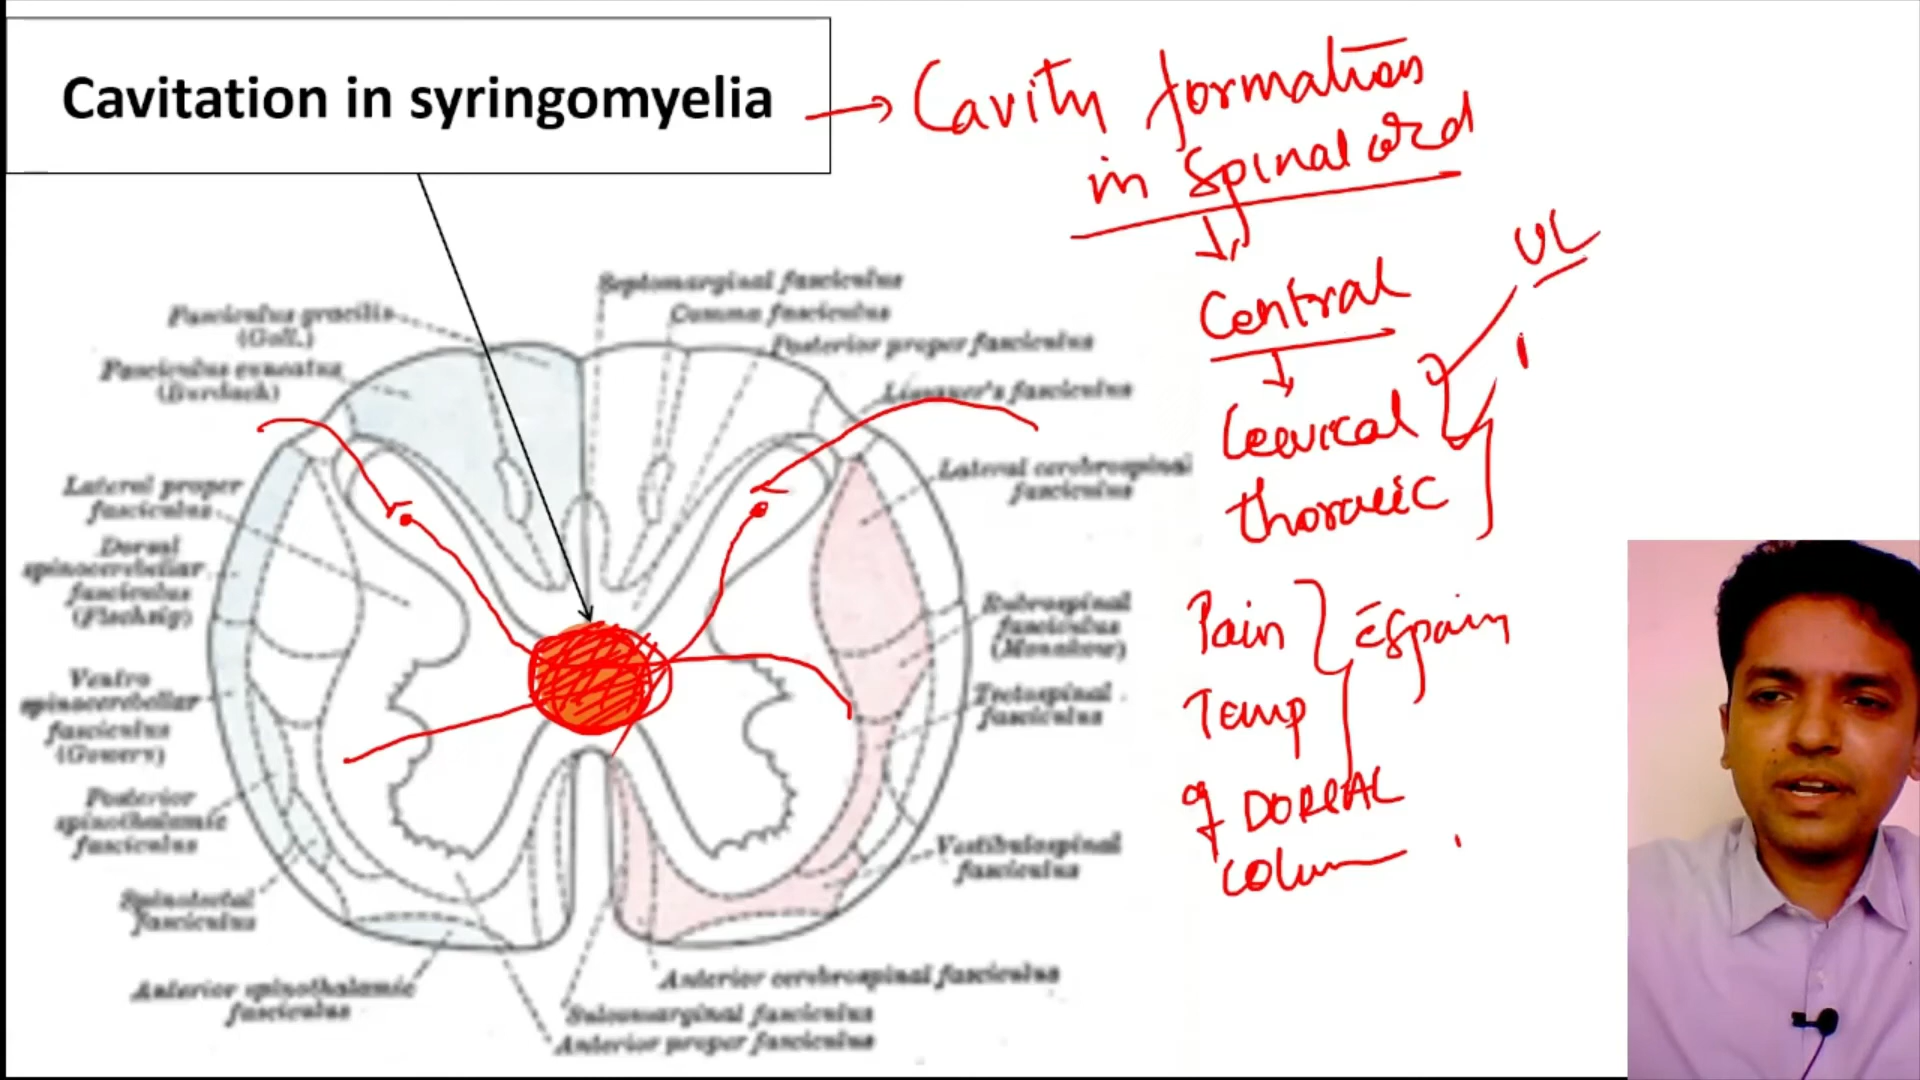 Cavitation in syringomyelia
Cavity formation
in spinal cord
Central
UL
Cervical
thoracic
Pain
Temp
of DORSAL
column
Septomarginal fasciculus
Comma fasciculus
Posterior proper fasciculus
Lissauer's fasciculus
Fasciculus gracilis
(Goll.)
Fasciculus cuneatus
(Burdach)
Lateral proper
fasciculus
Dorsal
spinocerebellar
fasciculus
(Flechsig)
Ventro
spinocerebellar
fasciculus
(Gowers)
Posterior
spinothalamic
fasciculus
Spinotectal
fasciculus
Anterior spinothalamic
fasciculus
Lateral cerebrospinal
fasciculus
Rubrospinal
fasciculus
(Monakow)
Tectospinal
fasciculus
Vestibulospinal
fasciculus
Anterior cerebrospinal fasciculus
Sulcomarginal fasciculus
Anterior proper fasciculus